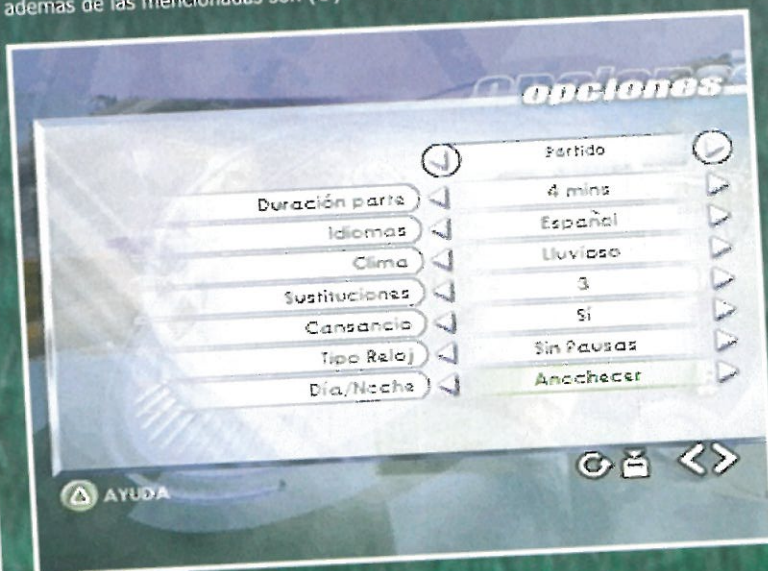 además de las mencionadas son
opciones
Partido
Duración parte 4 mins
Idiomas Español
Clima Lluvioso
Sustituciones 3
Cansancio Sí
Tipo Reloj Sin Pausas
Día/Noche Anochecer
AYUDA